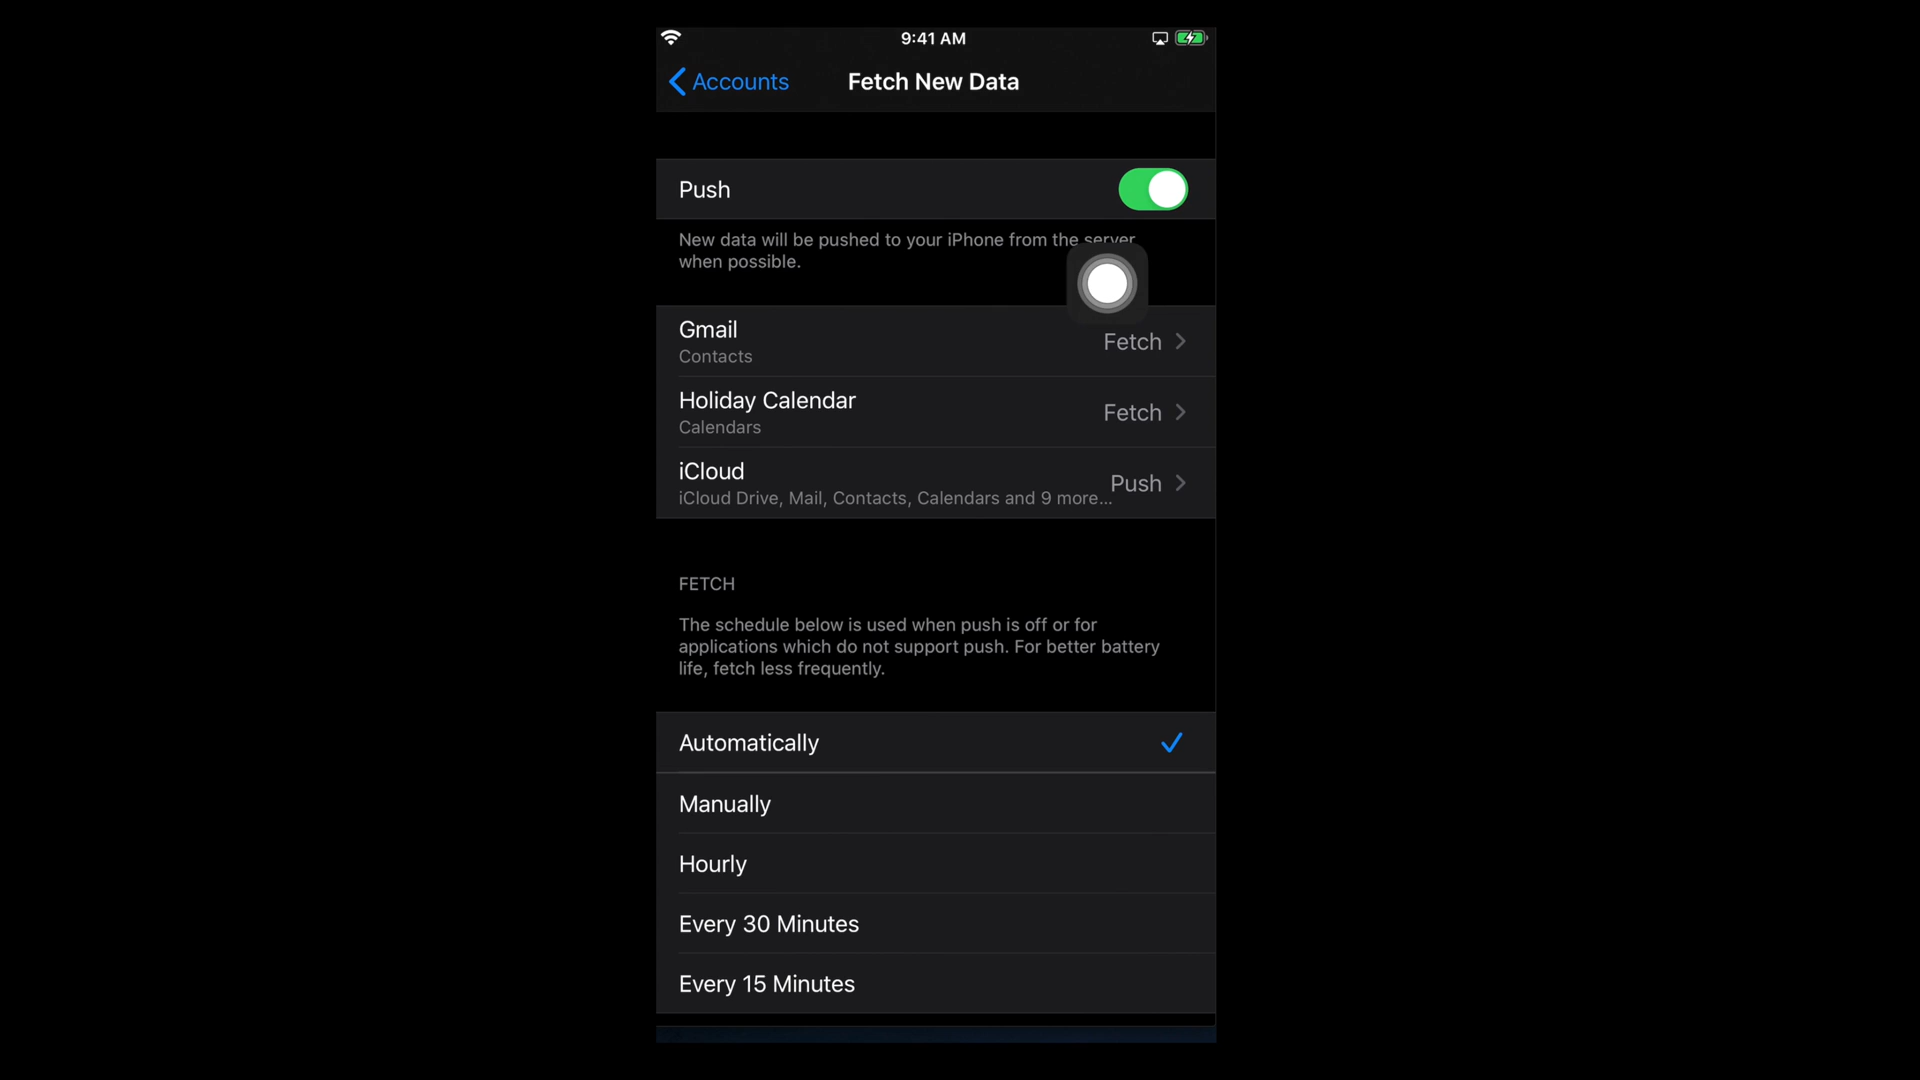 9:41 AM
Accounts
Fetch New Data
Push
New data will be pushed to your iPhone from the server
when possible.
Gmail
Contacts
Fetch
Holiday Calendar
Calendars
Fetch
iCloud
iCloud Drive, Mail, Contacts, Calendars and 9 more...
Push
FETCH
The schedule below is used when push is off or for
applications which do not support push. For better battery
life, fetch less frequently.
Automatically
Manually
Hourly
Every 30 Minutes
Every 15 Minutes